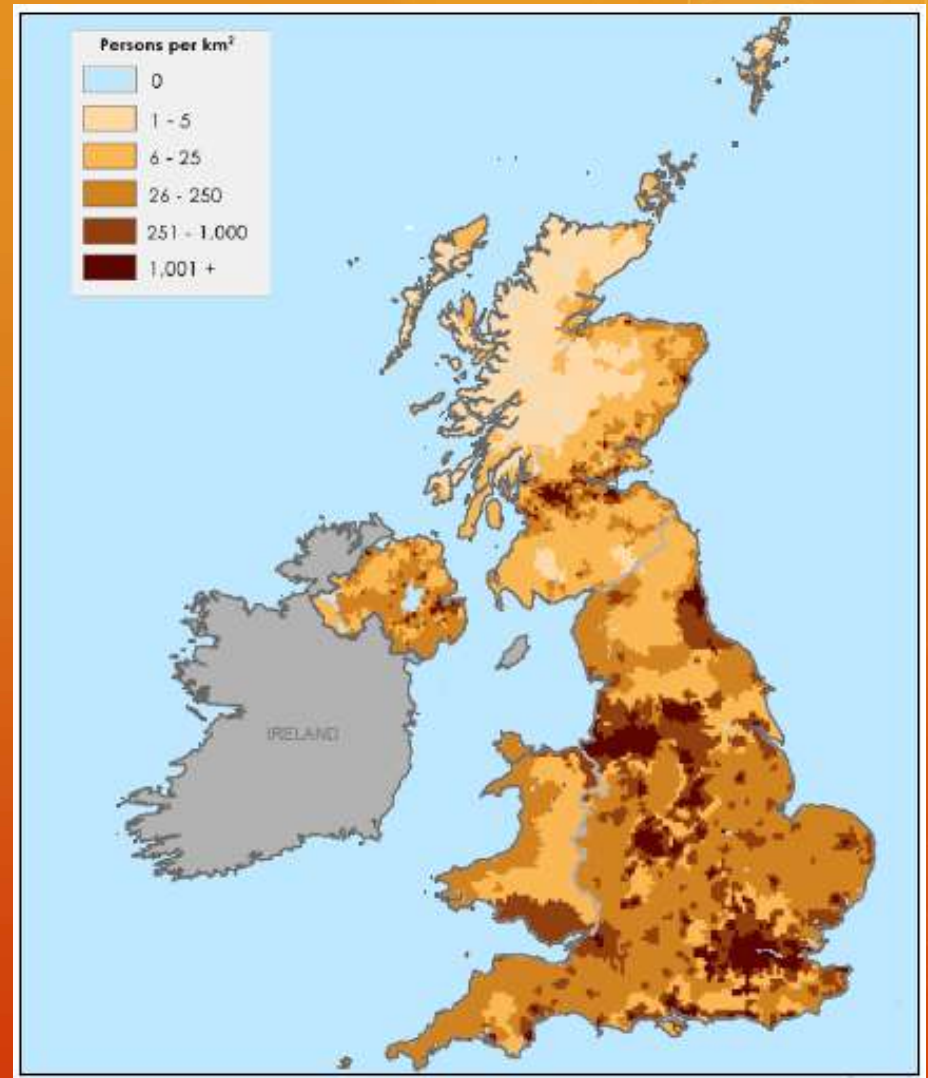 Persons per km²
0
1 - 5
6 - 25
26 - 250
251 - 1,000
1,001 +
IRELAND